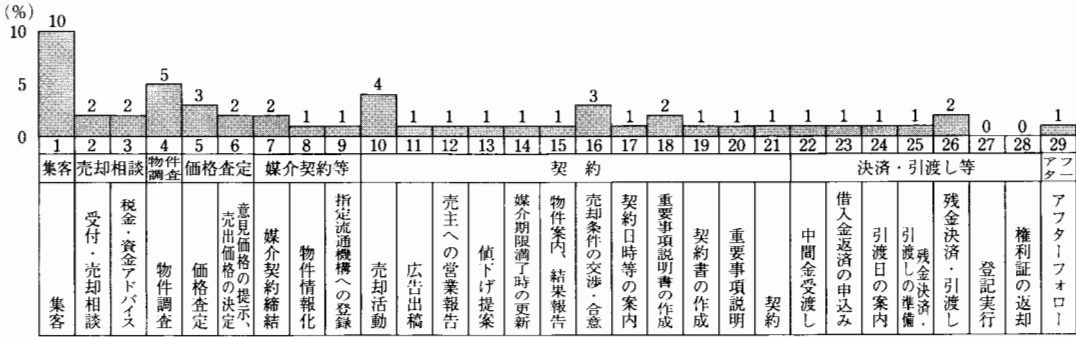 (%)
10
5
0
10 2 2 5 3 2 2 1 1 4 1 1 1 1 1 3 1 2 1 1 1 1 1 1 1 2 0 0 1
1 2 3 4 5 6 7 8 9 10 11 12 13 14 15 16 17 18 19 20 21 22 23 24 25 26 27 28 29
集客 売却相談 物件調査 価格査定 媒介契約等 契約 決済・引渡し等 アフター
集客
受付・売却相談
税金・資金アドバイス
物件調査
価格査定
意見価格の提示、
売出価格の決定
媒介契約締結
物件情報化
指定流通機構への登録
売却活動
広告出稿
売主への営業報告
値下げ提案
媒介期限満了時の更新
物件案内、結果報告
売却条件の交渉・合意
契約日時等の案内
重要事項説明書の作成
契約書の作成
重要事項説明
契約
中間金受渡し
借入金返済の申込み
引渡日の案内
残金決済・
引渡しの準備
残金決済・引渡し
登記実行
権利証の返却
アフターフォロー